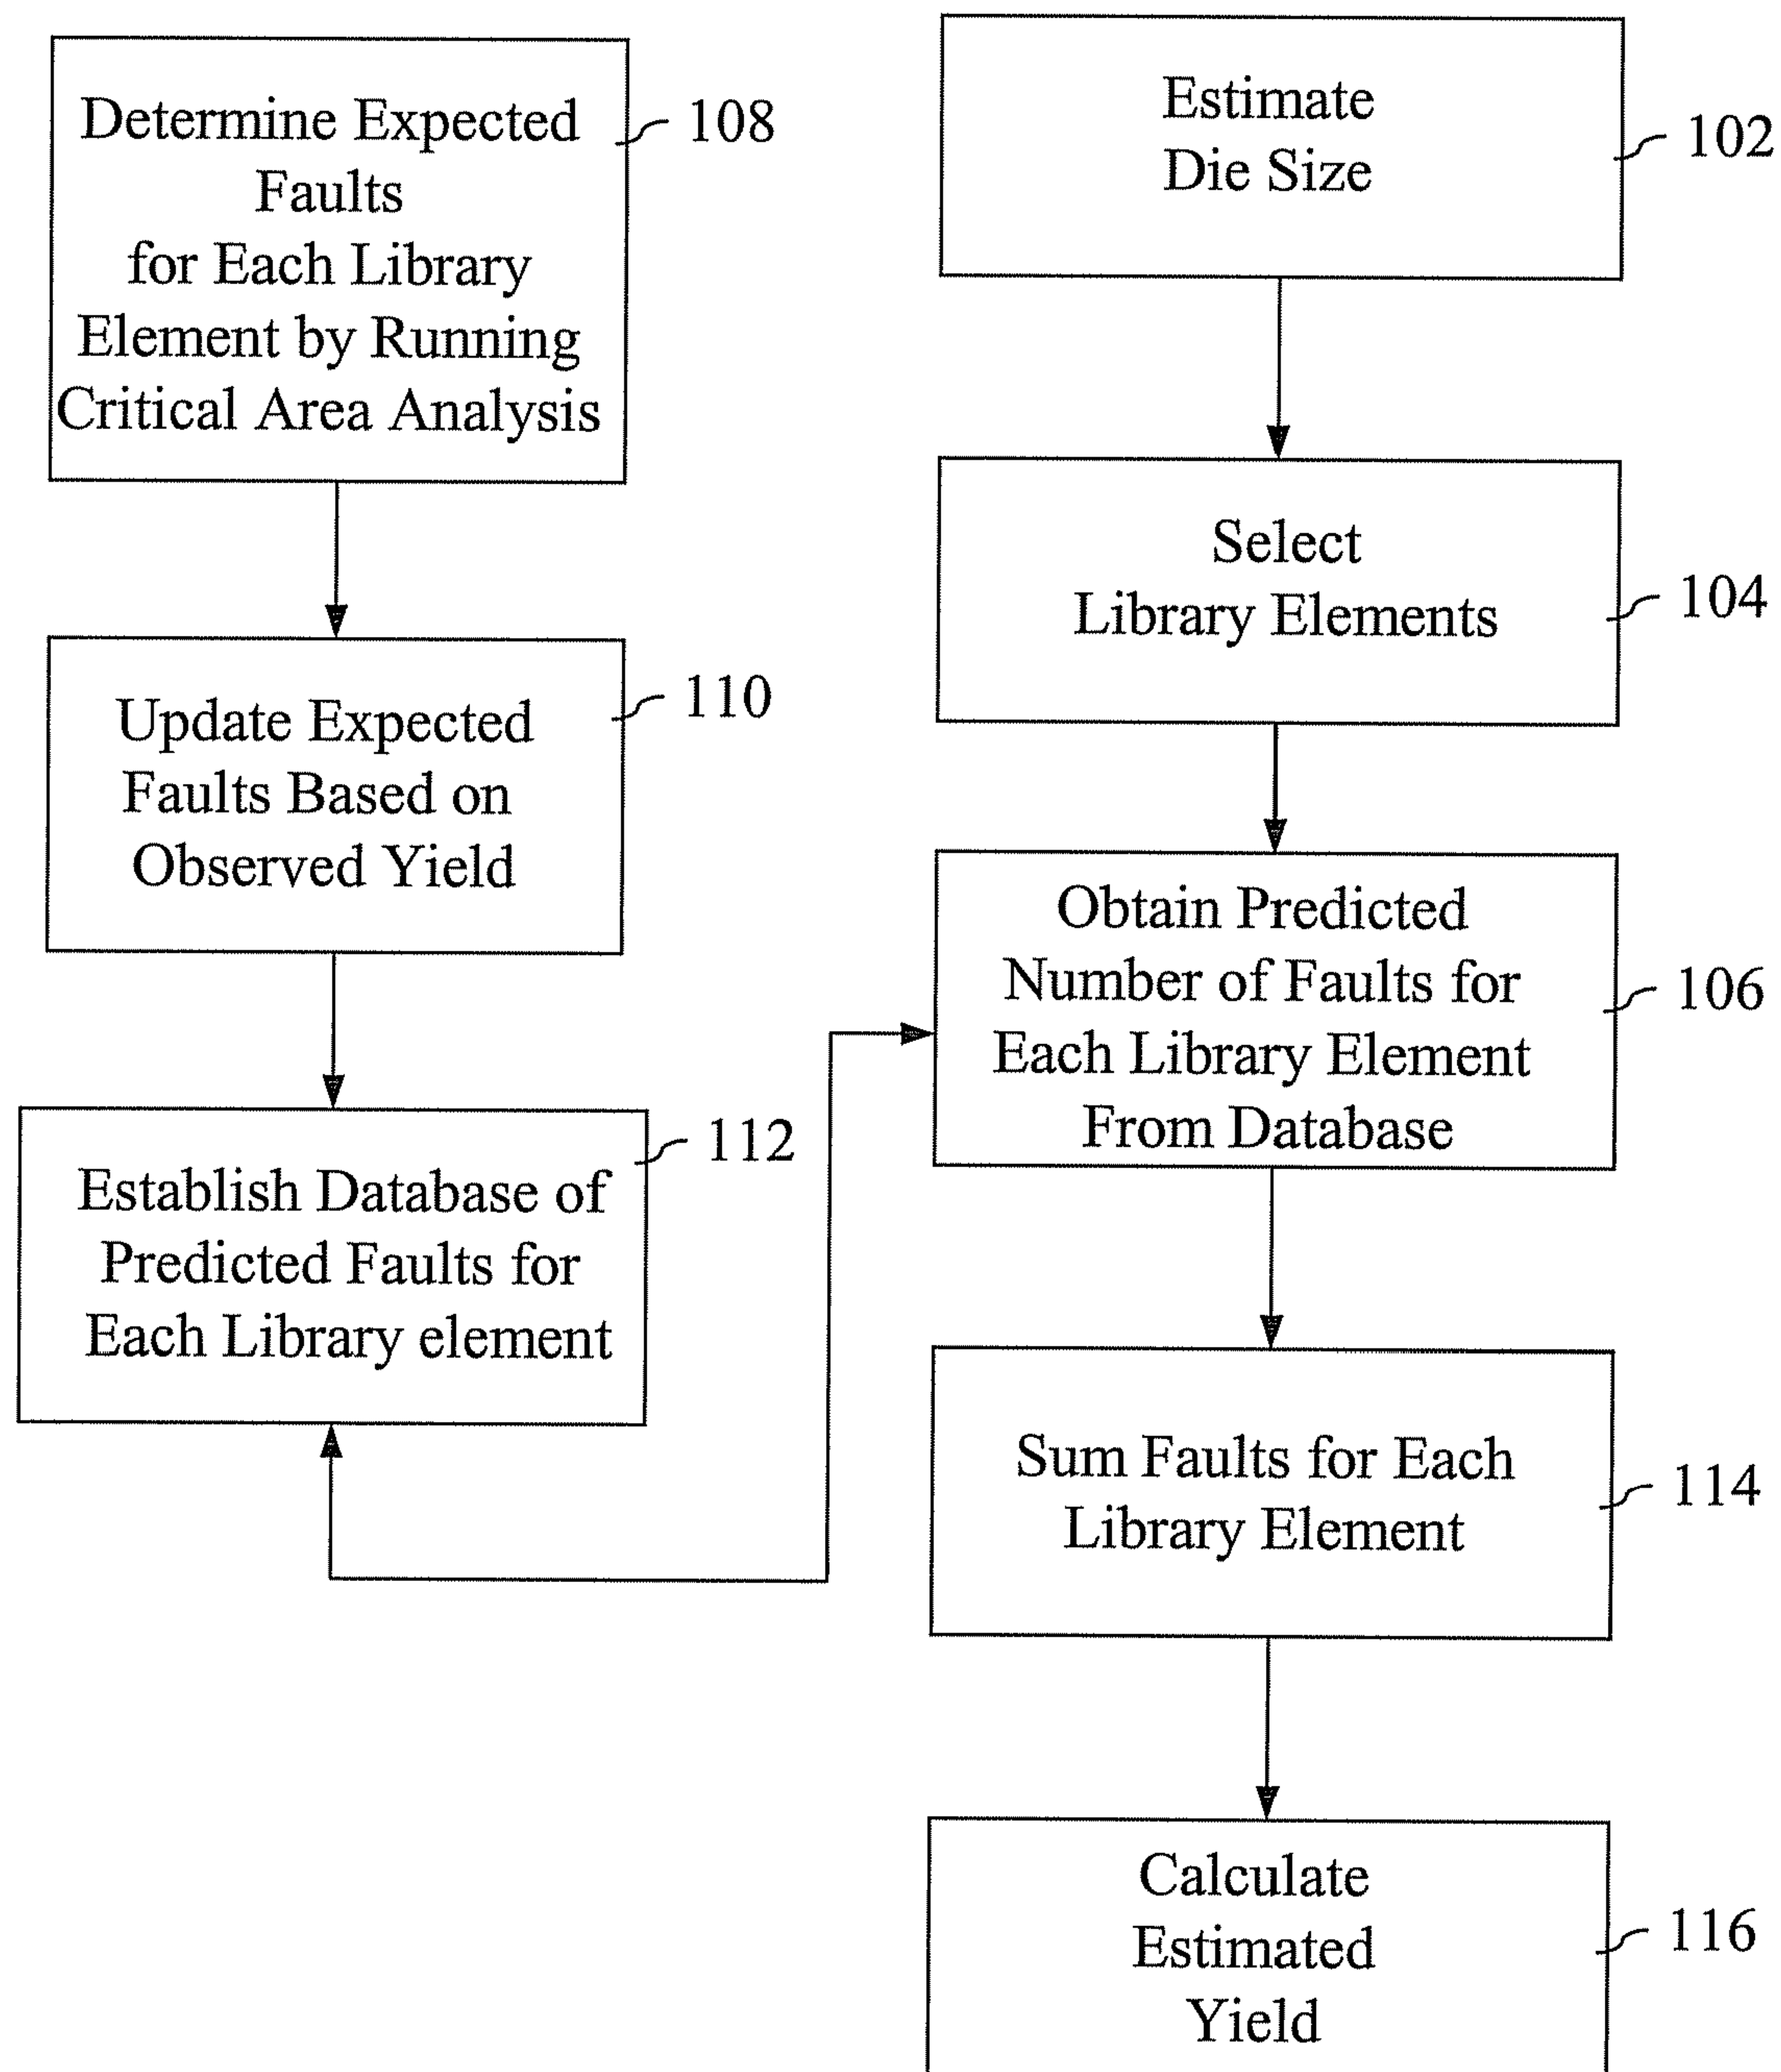 Determine Expected
Faults
for Each Library
Element by Running
Critical Area Analysis
108
Update Expected
Faults Based on
Observed Yield
110
Establish Database of
Predicted Faults for
Each Library element
112
Estimate
Die Size
102
Select
Library Elements
104
Obtain Predicted
Number of Faults for
Each Library Element
From Database
106
Sum Faults for Each
Library Element
114
Calculate
Estimated
Yield
116